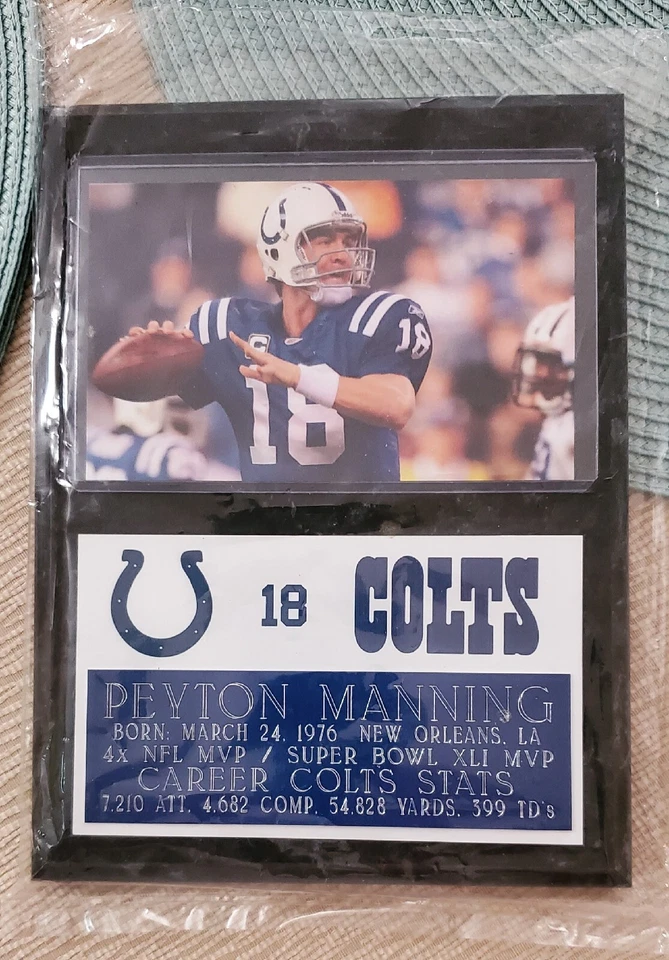 18
18
18 COLTS
PEYTON MANNING
BORN: MARCH 24, 1976 NEW ORLEANS, LA
4X NFL MVP / SUPER BOWL XLI MVP
CAREER COLTS STATS
7,210 ATT. 4,682 COMP. 54,828 YARDS. 399 TD's